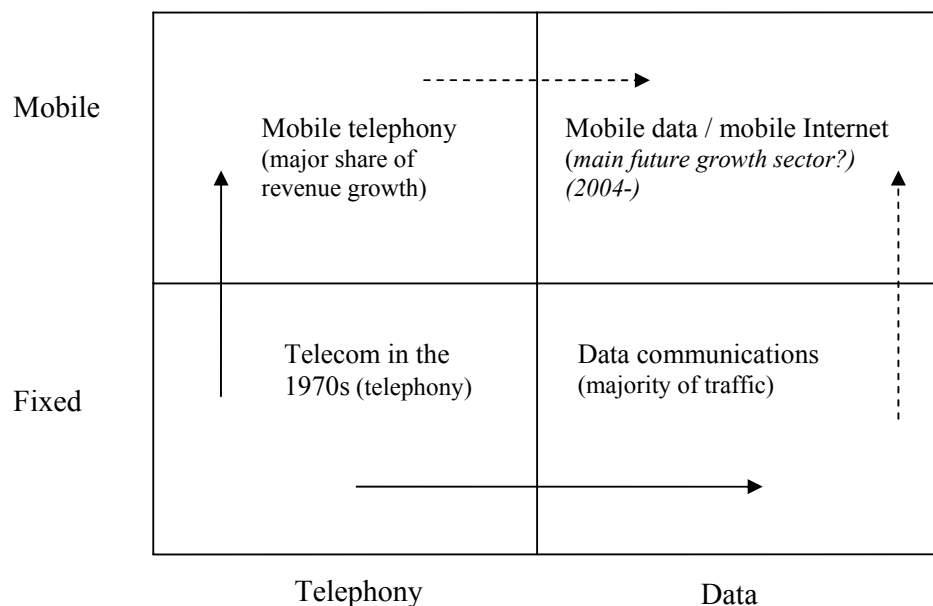 Mobile
Mobile telephony
(major share of
revenue growth)
Mobile data / mobile Internet
(main future growth sector?)
(2004-)
Fixed
Telecom in the
1970s (telephony)
Data communications
(majority of traffic)
Telephony
Data